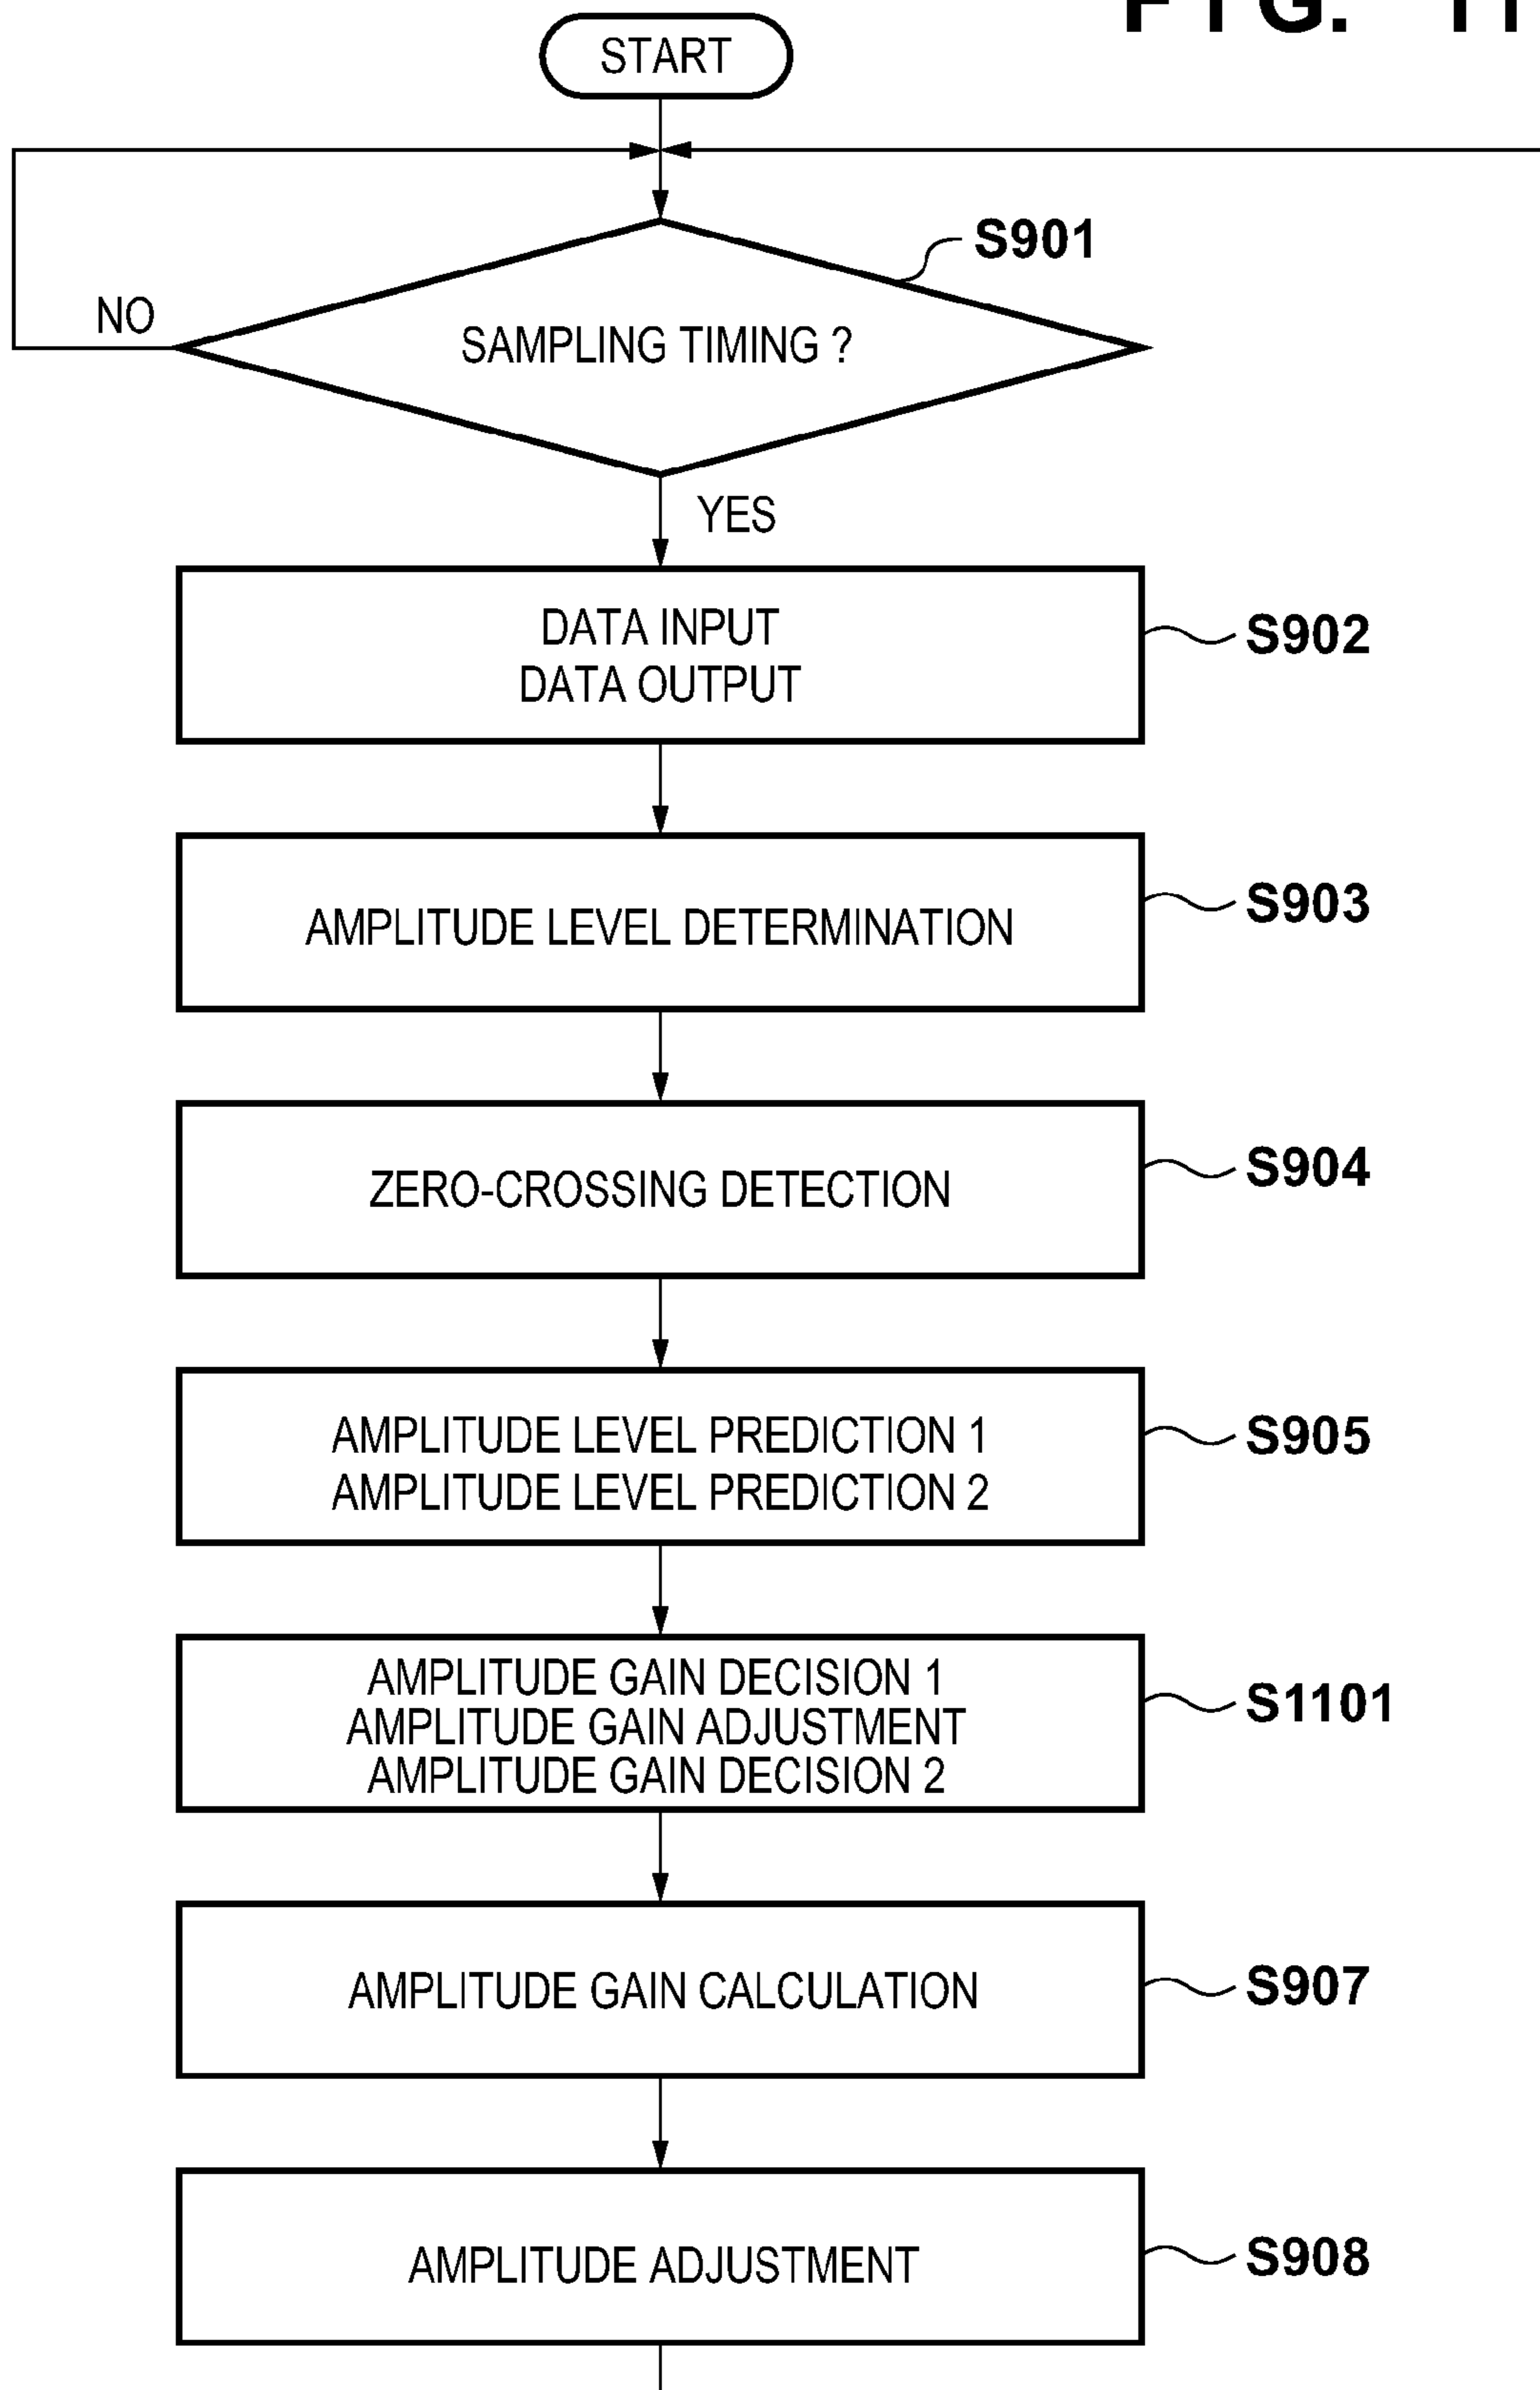 FIG. 11
START
S901
NO
SAMPLING TIMING ?
YES
DATA INPUT
DATA OUTPUT
S902
AMPLITUDE LEVEL DETERMINATION
S903
ZERO-CROSSING DETECTION
S904
AMPLITUDE LEVEL PREDICTION 1
AMPLITUDE LEVEL PREDICTION 2
S905
AMPLITUDE GAIN DECISION 1
AMPLITUDE GAIN ADJUSTMENT
AMPLITUDE GAIN DECISION 2
S1101
AMPLITUDE GAIN CALCULATION
S907
AMPLITUDE ADJUSTMENT
S908